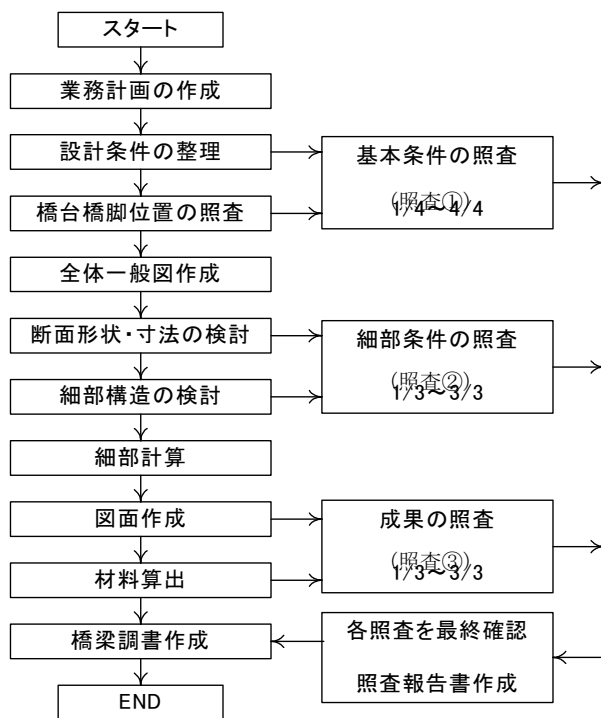 スタート
業務計画の作成
設計条件の整理
橋台橋脚位置の照査
全体一般図作成
断面形状・寸法の検討
細部構造の検討
細部計算
図面作成
材料算出
橋梁調書作成
END
基本条件の照査
(照査①)
1/4～4/4
細部条件の照査
(照査②)
1/3～3/3
成果の照査
(照査③)
1/3～3/3
各照査を最終確認
照査報告書作成